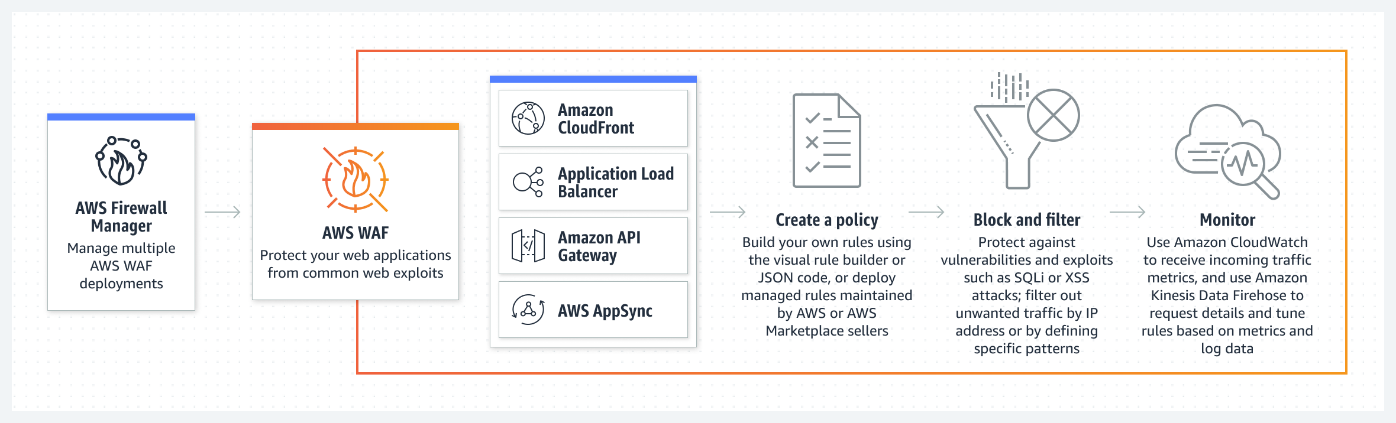 AWS Firewall
Manager
Manage multiple
AWS WAF
deployments
AWS WAF
Protect your web applications
from common web exploits
Amazon
CloudFront
Application Load
Balancer
Amazon API
Gateway
AWS AppSync
Create a policy
Build your own rules using
the visual rule builder or
JSON code, or deploy
managed rules maintained
by AWS or AWS
Marketplace sellers
Block and filter
Protect against
vulnerabilities and exploits
such as SQLi or XSS
attacks; filter out
unwanted traffic by IP
address or by defining
specific patterns
Monitor
Use Amazon CloudWatch
to receive incoming traffic
metrics, and use Amazon
Kinesis Data Firehose to
request details and tune
rules based on metrics and
log data